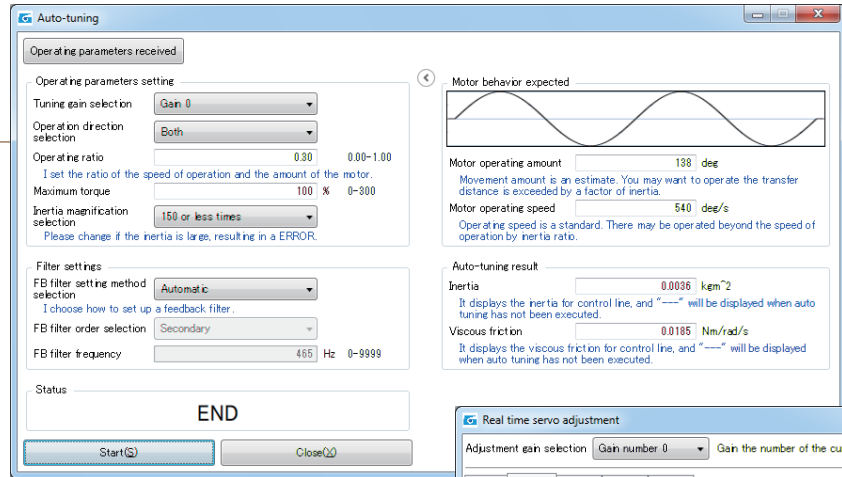 Auto-tuning
Operating parameters received
Operating parameters setting
Tuning gain selection Gain 0
Operation direction
selection Both
Operating ratio 0.30 0.00-1.00
I set the ratio of the speed of operation and the amount of the motor.
Maximum torque 100 % 0-300
Inertia magnification
selection 150 or less times
Please change if the inertia is large, resulting in a ERROR.
Filter settings
FB filter setting method
selection Automatic
I choose how to set up a feedback filter.
FB filter order selection Secondary
FB filter frequency 465 Hz 0-9999
Status
END
Start(S) Close(X)
Motor behavior expected
Motor operating amount 138 deg
Movement amount is an estimate. You may want to operate the transfer
distance is exceeded by a factor of inertia.
Motor operating speed 540 deg/s
Operating speed is a standard. There may be operated beyond the speed of
operation by inertia ratio.
Auto-tuning result
Inertia 0.0036 kgm^2
It displays the inertia for control line, and "---" will be displayed when auto
tuning has not been executed.
Viscous friction 0.0185 Nm/rad/s
It displays the viscous friction for control line, and "---" will be displayed
when auto tuning has not been executed.
Real time servo adjustment
Adjustment gain selection Gain number 0 Gain the number of the cu